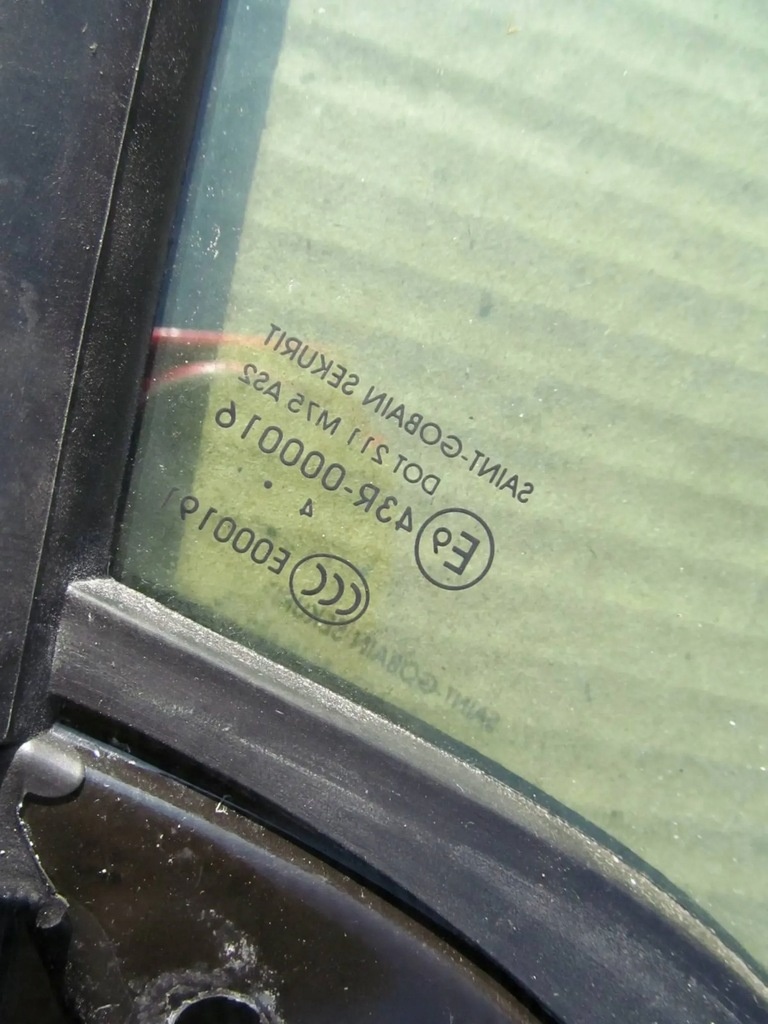 SAINT-GOBAIN SEKURIT
DOT 211 M75 AS2
E9 43R-000016
4
CCC E000191